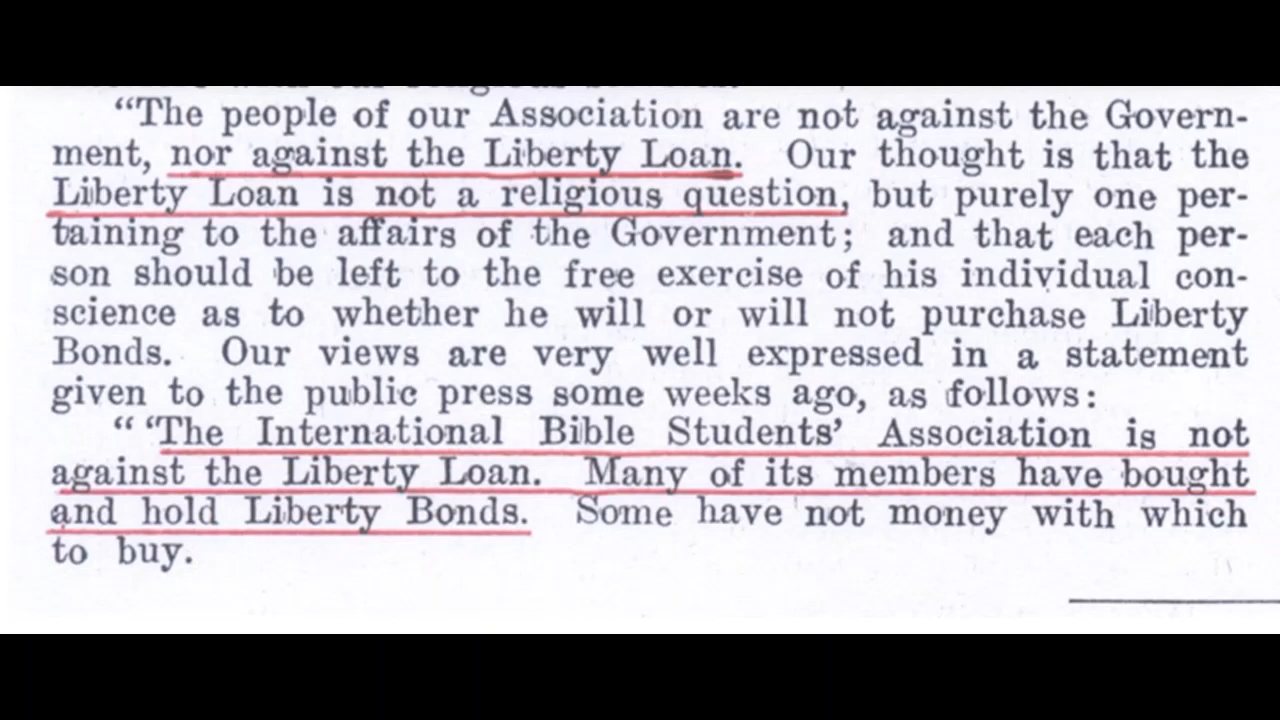 “The people of our Association are not against the Govern-
ment, nor against the Liberty Loan. Our thought is that the
Liberty Loan is not a religious question, but purely one per-
taining to the affairs of the Government; and that each per-
son should be left to the free exercise of his individual con-
science as to whether he will or will not purchase Liberty
Bonds. Our views are very well expressed in a statement
given to the public press some weeks ago, as follows:
“ ‘The International Bible Students’ Association is not
against the Liberty Loan. Many of its members have bought
and hold Liberty Bonds. Some have not money with which
to buy.